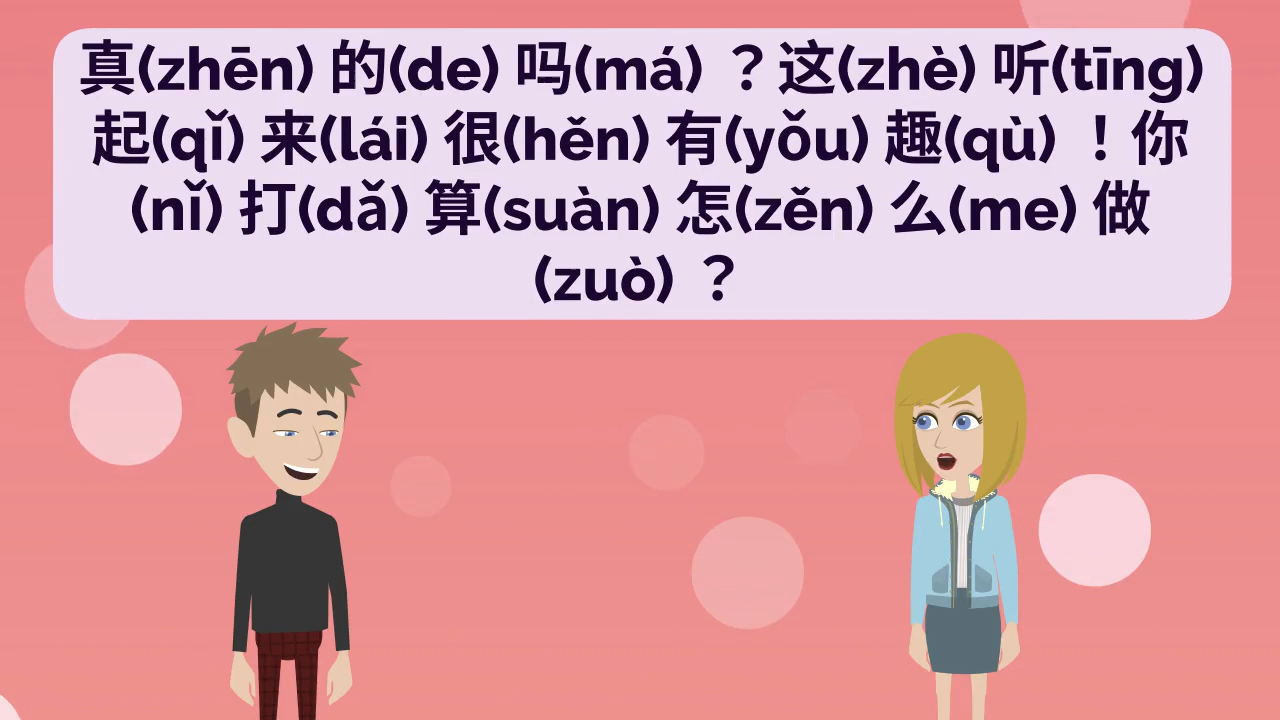 真(zhēn) 的(de) 吗(má) ？这(zhè) 听(tīng)
起(qǐ) 来(lái) 很(hěn) 有(yǒu) 趣(qù) ！你
(nǐ) 打(dǎ) 算(suàn) 怎(zěn) 么(me) 做
(zuò) ？